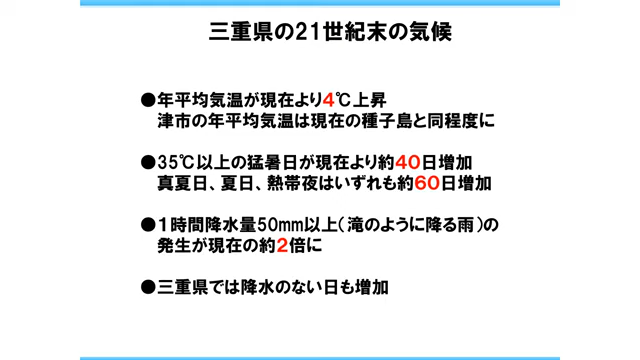 三重県の21世紀末の気候
●年平均気温が現在より4℃上昇
津市の年平均気温は現在の種子島と同程度に
●35℃以上の猛暑日が現在より約40日増加
真夏日、夏日、熱帯夜はいずれも約60日増加
●1時間降水量50mm以上(滝のように降る雨)の
発生が現在の約2倍に
●三重県では降水のない日も増加